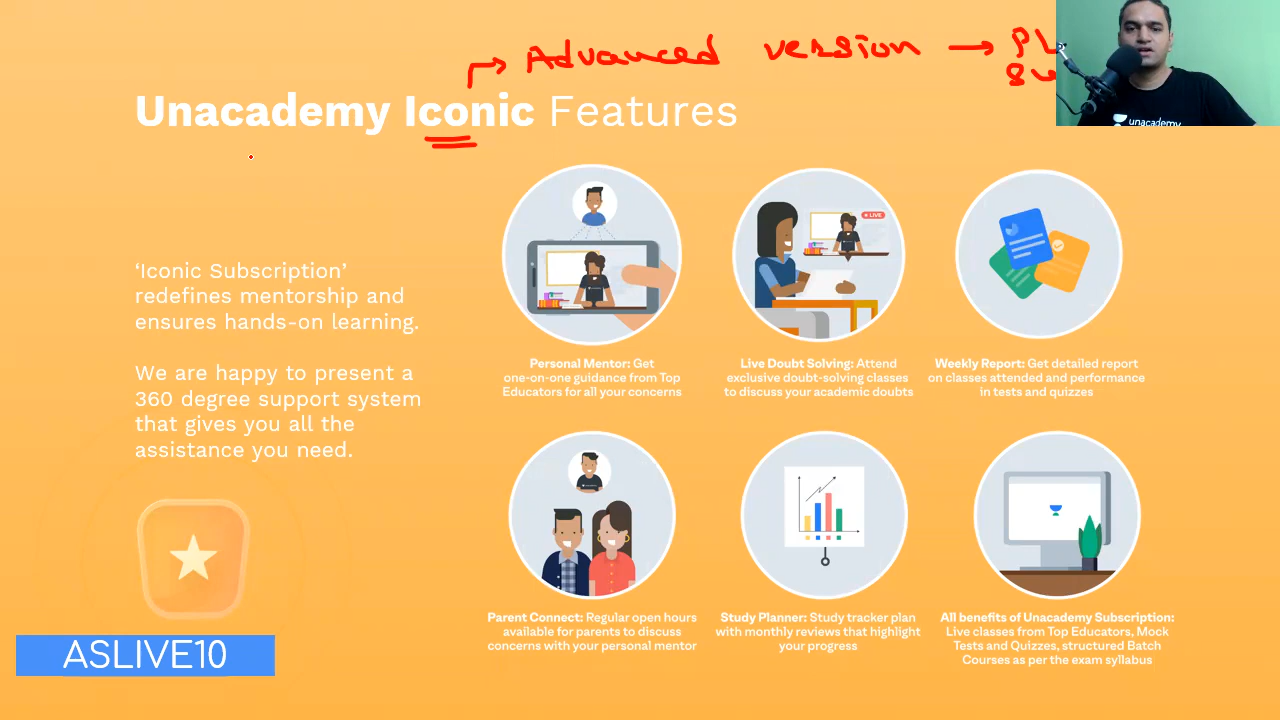 Advanced version →
Unacademy Iconic Features
unacademy
LIVE
‘Iconic Subscription’
redefines mentorship and
ensures hands-on learning.
We are happy to present a
360 degree support system
that gives you all the
assistance you need.
Personal Mentor: Get
one-on-one guidance from Top
Educators for all your concerns
Live Doubt Solving: Attend
exclusive doubt-solving classes
to discuss your academic doubts
Weekly Report: Get detailed report
on classes attended and performance
in tests and quizzes
Parent Connect: Regular open hours
available for parents to discuss
concerns with your personal mentor
Study Planner: Study tracker plan
with monthly reviews that highlight
your progress
All benefits of Unacademy Subscription:
Live classes from Top Educators, Mock
Tests and Quizzes, structured Batch
Courses as per the exam syllabus
ASLIVE10